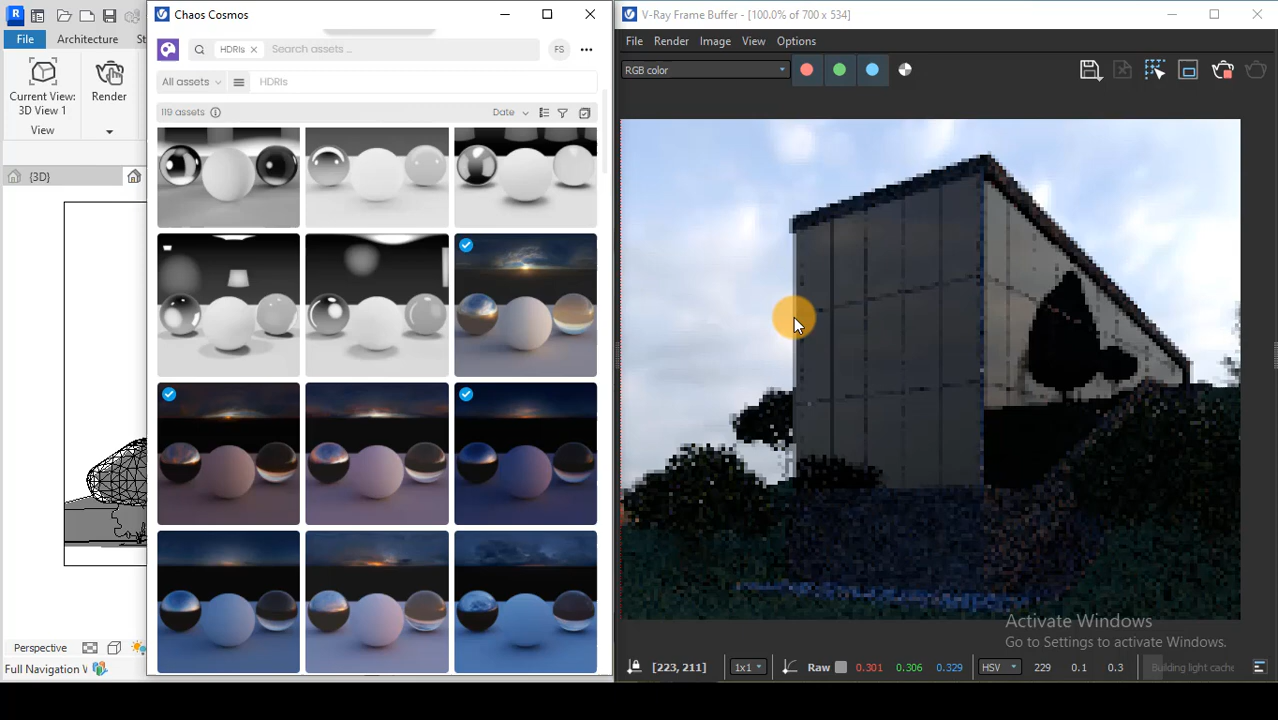 Chaos Cosmos
V-Ray Frame Buffer - [100.0% of 700 x 534]
File
Architecture
St
HDRIs
Search assets ...
FS
File
Render
Image
View
Options
All assets
HDRIs
RGB color
Current View:
3D View 1
Render
View
119 assets
Date
{3D}
Activate Windows
Go to Settings to activate Windows.
Perspective
Full Navigation W
[223, 211]
1x1
Raw
0.301
0.306
0.329
HSV
229
0.1
0.3
Building light cache